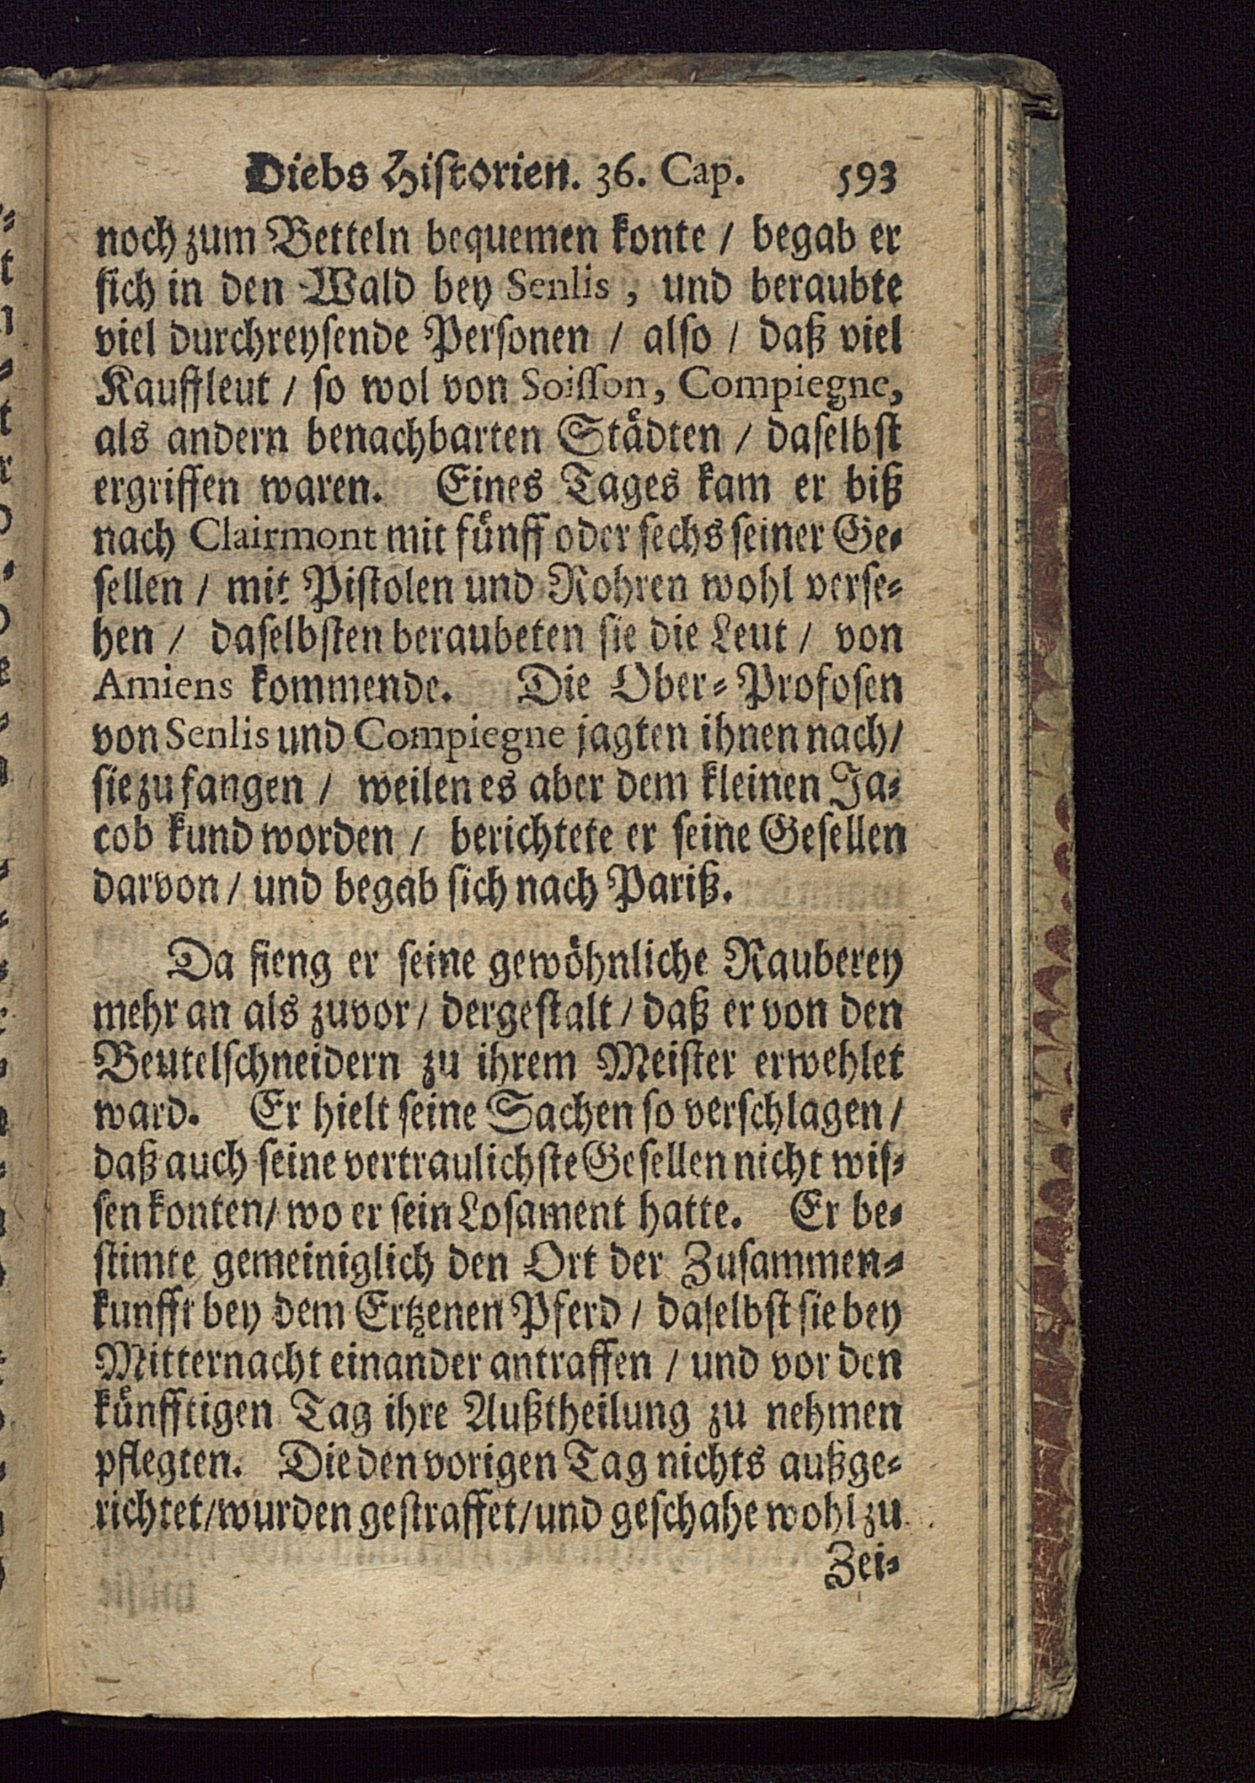 Diebs Historien. 36. Cap. 593
noch zum Betteln bequemen konte / begab er
sich in den Wald bey Senlis, und beraubte
viel durchreysende Personen / also / daß viel
Kauffleut / so wol von Soisson, Compiegne,
als andern benachbarten Städten / daselbst
ergriffen waren. Eines Tages kam er biß
nach Clairmont mit fünff oder sechs seiner Ge-
sellen / mit Pistolen und Rohren wohl verse-
hen / daselbsten beraubeten sie die Leut / von
Amiens kommende. Die Ober-Profosen
von Senlis und Compiegne jagten ihnen nach /
sie zu fangen / weilen es aber dem kleinen Ja-
cob kund worden / berichtete er seine Gesellen
darvon / und begab sich nach Pariß.
Da fieng er seine gewöhnliche Rauberey
mehr an als zuvor / dergestalt / daß er von den
Beutelschneidern zu ihrem Meister erwehlet
ward. Er hielt seine Sachen so verschlagen /
daß auch seine vertraulichste Gesellen nicht wis-
sen konten / wo er sein Losament hatte. Er be-
stimte gemeiniglich den Ort der Zusammen-
kunfft bey dem Ertzenen Pferd / daselbst sie bey
Mitternacht einander antraffen / und vor den
künfftigen Tag ihre Außtheilung zu nehmen
pflegten. Die den vorigen Tag nichts außge-
richtet / wurden gestraffet / und geschahe wohl zu
Zei-